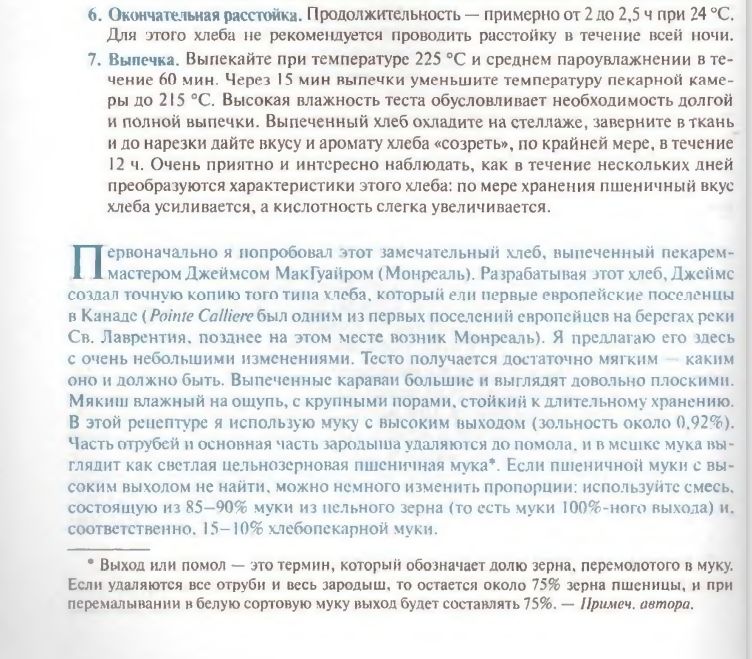 6. Окончательная расстойка. Продолжительность — примерно от 2 до 2,5 ч при 24 °С.
Для этого хлеба не рекомендуется проводить расстойку в течение всей ночи.
7. Выпечка. Выпекайте при температуре 225 °С и среднем пароувлажнении в те-
чение 60 мин. Через 15 мин выпечки уменьшите температуру пекарной каме-
ры до 215 °С. Высокая влажность теста обусловливает необходимость долгой
и полной выпечки. Выпеченный хлеб охладите на стеллаже, заверните в ткань
и до нарезки дайте вкусу и аромату хлеба «созреть», по крайней мере, в течение
12 ч. Очень приятно и интересно наблюдать, как в течение нескольких дней
преобразуются характеристики этого хлеба: по мере хранения пшеничный вкус
хлеба усиливается, а кислотность слегка увеличивается.
Первоначально я попробовал этот замечательный хлеб, выпеченный пекарем-
мастером Джеймсом МакГуайром (Монреаль). Разрабатывая этот хлеб, Джеймс
создал точную копию того типа хлеба, который ели первые европейские поселенцы
в Канаде (Pointe Calliere был одним из первых поселений европейцев на берегах реки
Св. Лаврентия, позднее на этом месте возник Монреаль). Я предлагаю его здесь
с очень небольшими изменениями. Тесто получается достаточно мягким — каким
оно и должно быть. Выпеченные караваи большие и выглядят довольно плоскими.
Мякиш влажный на ощупь, с крупными порами, стойкий к длительному хранению.
В этой рецептуре я использую муку с высоким выходом (зольность около 0,92%).
Часть отрубей и основная часть зародыша удаляются до помола, и в мешке мука вы-
глядит как светлая цельнозерновая пшеничная мука*. Если пшеничной муки с вы-
соким выходом не найти, можно немного изменить пропорции: используйте смесь,
состоящую из 85–90% муки из цельного зерна (то есть муки 100%-ного выхода) и,
соответственно, 15–10% хлебопекарной муки.
* Выход или помол — это термин, который обозначает долю зерна, перемолотого в муку.
Если удаляются все отруби и весь зародыш, то остается около 75% зерна пшеницы, и при
перемалывании в белую сортовую муку выход будет составлять 75%. — Примеч. автора.